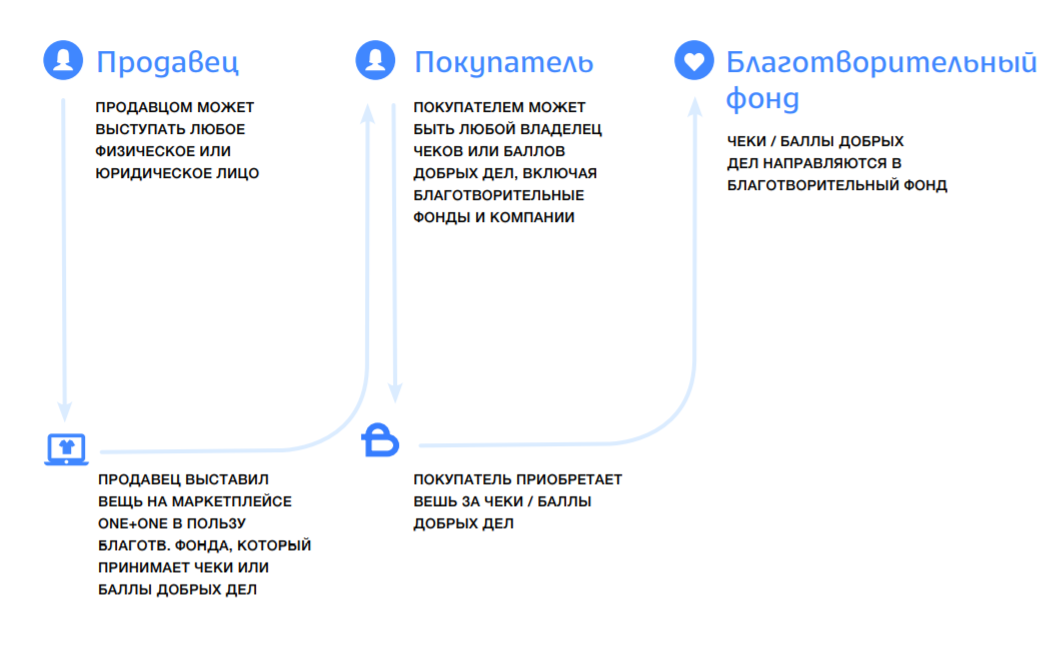 Продавец
ПРОДАВЦОМ МОЖЕТ
ВЫСТУПАТЬ ЛЮБОЕ
ФИЗИЧЕСКОЕ ИЛИ
ЮРИДИЧЕСКОЕ ЛИЦО
ПРОДАВЕЦ ВЫСТАВИЛ
ВЕЩЬ НА МАРКЕТПЛЕЙСЕ
ONE+ONE В ПОЛЬЗУ
БЛАГОТВ. ФОНДА, КОТОРЫЙ
ПРИНИМАЕТ ЧЕКИ ИЛИ
БАЛЛЫ ДОБРЫХ ДЕЛ
Покупатель
ПОКУПАТЕЛЕМ МОЖЕТ
БЫТЬ ЛЮБОЙ ВЛАДЕЛЕЦ
ЧЕКОВ ИЛИ БАЛЛОВ
ДОБРЫХ ДЕЛ, ВКЛЮЧАЯ
БЛАГОТВОРИТЕЛЬНЫЕ
ФОНДЫ И КОМПАНИИ
ПОКУПАТЕЛЬ ПРИОБРЕТАЕТ
ВЕШЬ ЗА ЧЕКИ / БАЛЛЫ
ДОБРЫХ ДЕЛ
Благотворительный
фонд
ЧЕКИ / БАЛЛЫ ДОБРЫХ
ДЕЛ НАПРАВЛЯЮТСЯ В
БЛАГОТВОРИТЕЛЬНЫЙ ФОНД